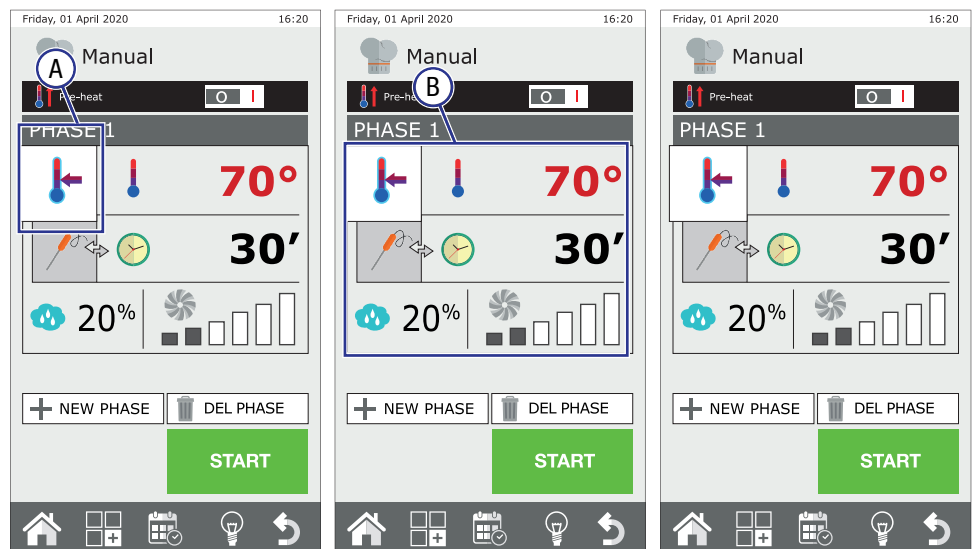 Friday, 01 April 2020 16:20
Manual
A
Pre-heat O I
PHASE 1
70°
30′
20%
NEW PHASE DEL PHASE
START
Friday, 01 April 2020 16:20
Manual
B
Pre-he O I
PHASE 1
70°
30′
20%
NEW PHASE DEL PHASE
START
Friday, 01 April 2020 16:20
Manual
Pre-heat O I
PHASE 1
70°
30′
20%
NEW PHASE DEL PHASE
START